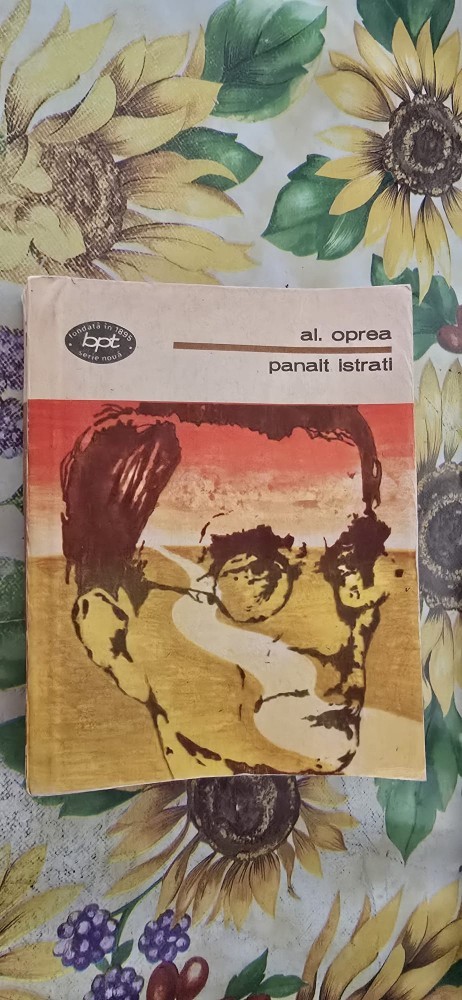 fondată în 1895
bpt
serie nouă
al. oprea
panait istrati